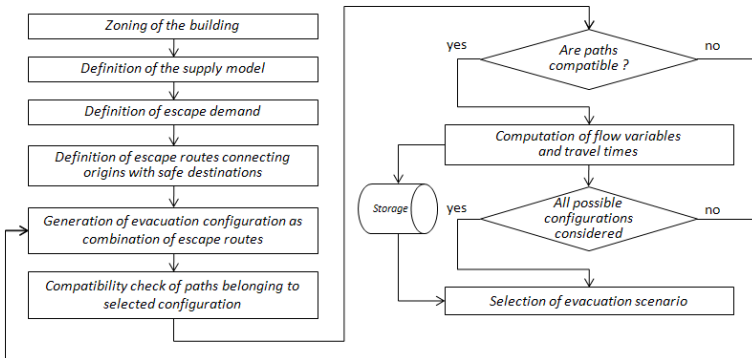 Zoning of the building
Definition of the supply model
Definition of escape demand
Definition of escape routes connecting
origins with safe destinations
Generation of evacuation configuration as
combination of escape routes
Compatibility check of paths belonging to
selected configuration
yes
Are paths
compatible ?
no
Computation of flow variables
and travel times
Storage
yes
All possible
configurations
considered
no
Selection of evacuation scenario